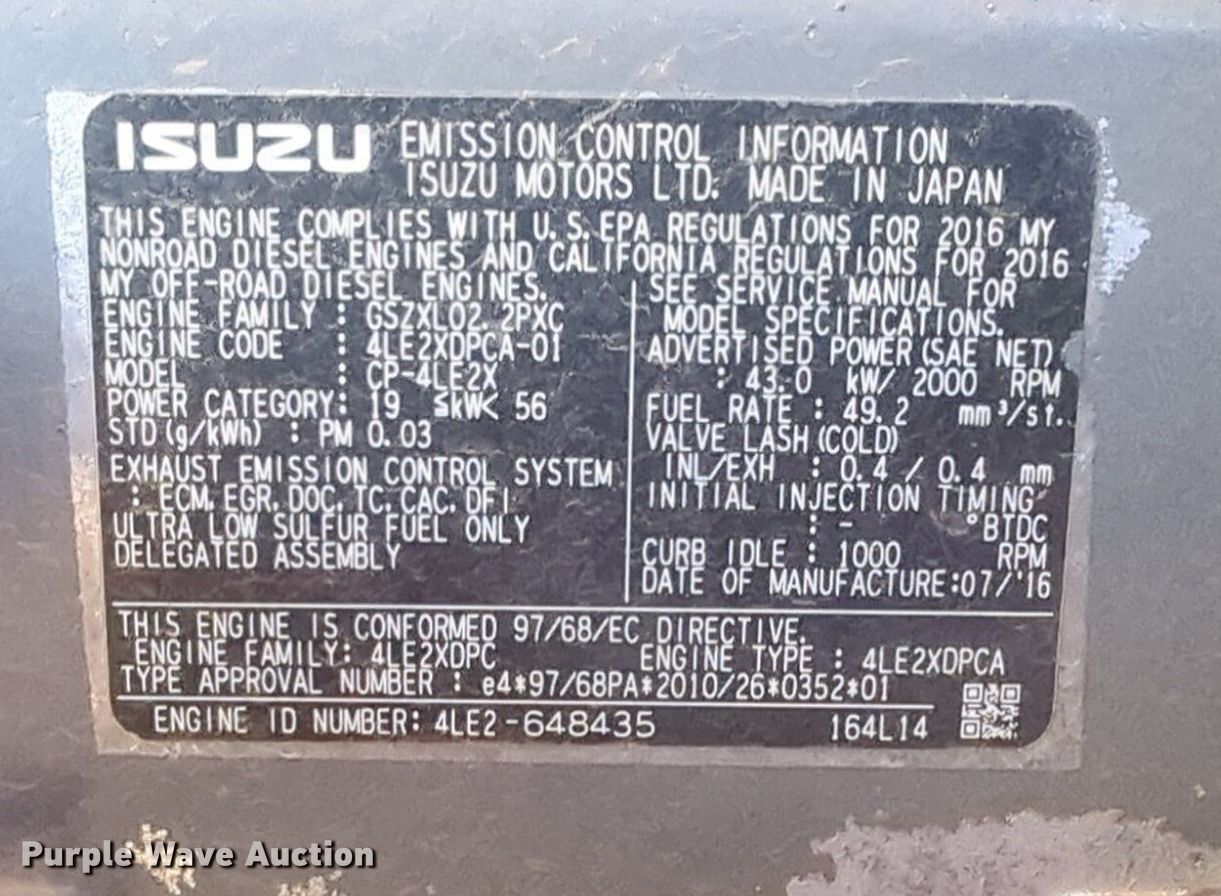 ISUZU EMISSION CONTROL INFORMATION
ISUZU MOTORS LTD. MADE IN JAPAN
THIS ENGINE COMPLIES WITH U.S.EPA REGULATIONS FOR 2016 MY
NONROAD DIESEL ENGINES AND CALIFORNIA REGULATIONS FOR 2016
MY OFF-ROAD DIESEL ENGINES.
ENGINE FAMILY : GSZXL02.2PXC
ENGINE CODE : 4LE2XDPCA-01
MODEL : CP-4LE2X
POWER CATEGORY: 19 ≦kW< 56
STD(g/kWh) : PM 0.03
EXHAUST EMISSION CONTROL SYSTEM
: ECM, EGR, DOC, TC, CAC, DFI
ULTRA LOW SULFUR FUEL ONLY
DELEGATED ASSEMBLY
SEE SERVICE MANUAL FOR
MODEL SPECIFICATIONS.
ADVERTISED POWER(SAE NET)
: 43.0 kW/ 2000 RPM
FUEL RATE : 49.2 mm³/st.
VALVE LASH(COLD)
INL/EXH : 0.4 / 0.4 mm
INITIAL INJECTION TIMING
: - °BTDC
CURB IDLE : 1000 RPM
DATE OF MANUFACTURE:07/'16
THIS ENGINE IS CONFORMED 97/68/EC DIRECTIVE.
ENGINE FAMILY: 4LE2XDPC ENGINE TYPE : 4LE2XDPCA
TYPE APPROVAL NUMBER : e4*97/68PA*2010/26*0352*01
ENGINE ID NUMBER: 4LE2-648435 164L14
Purple Wave Auction